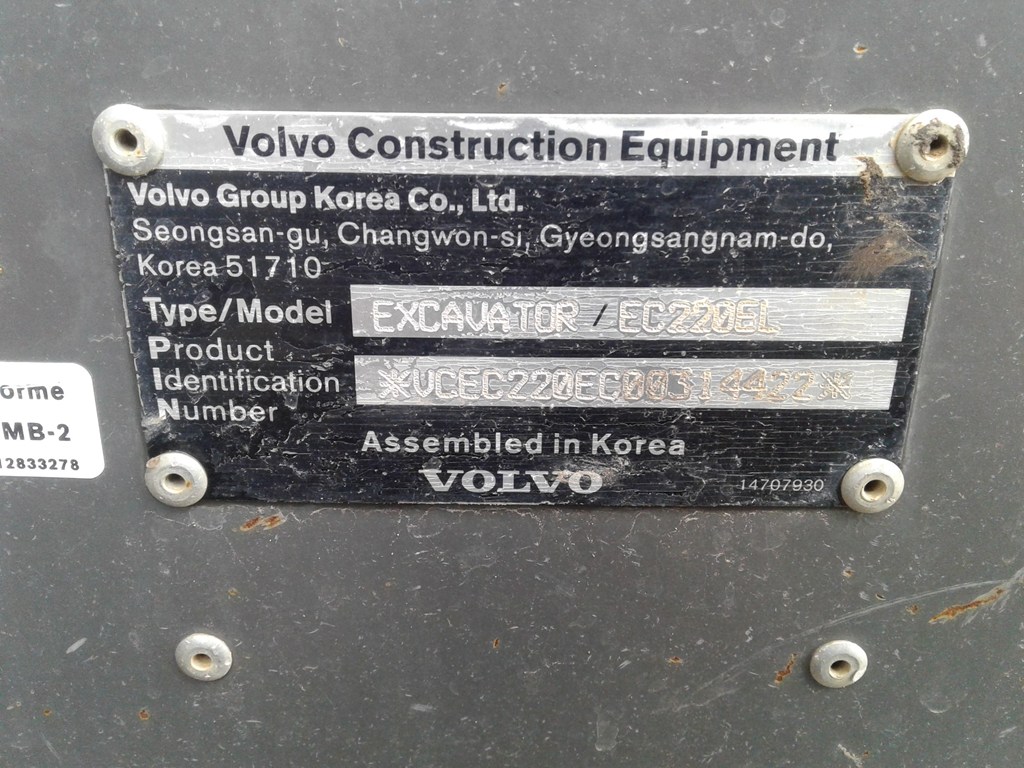 Volvo Construction Equipment
Volvo Group Korea Co., Ltd.
Seongsan-gu, Changwon-si, Gyeongsangnam-do,
Korea 51710
Type/Model EXCAVATOR / EC220EL
Product
Identification *VCEC220EC00314422*
Number
Assembled in Korea
VOLVO 14707930
orme
MB-2
12833278